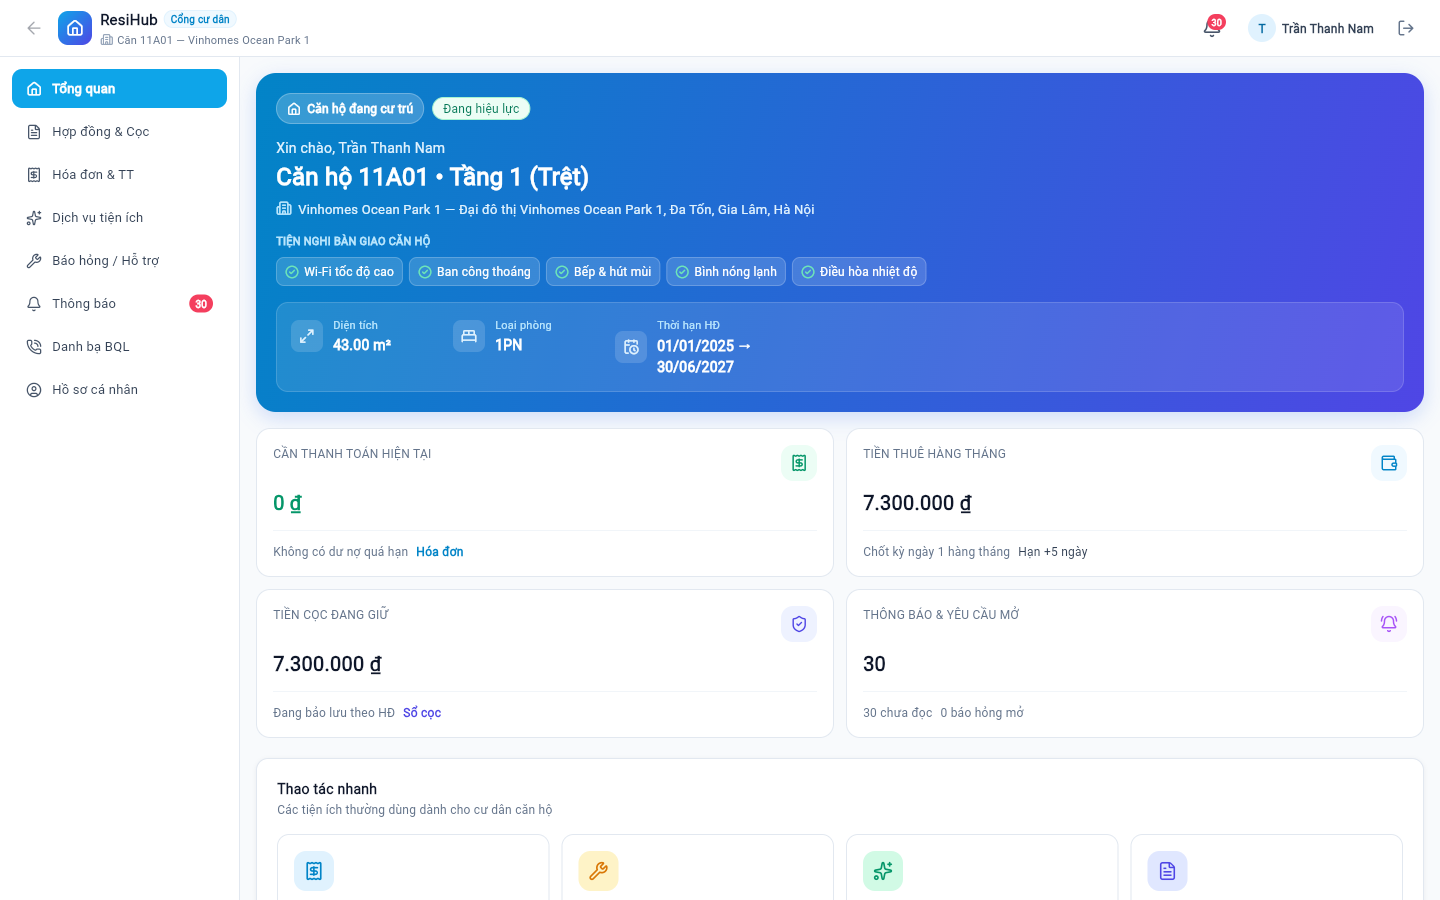 ResiHub Cổng cư dân
Căn 11A01 — Vinhomes Ocean Park 1
30
T Trần Thanh Nam
Tổng quan
Hợp đồng & Cọc
Hóa đơn & TT
Dịch vụ tiện ích
Báo hỏng / Hỗ trợ
Thông báo 30
Danh bạ BQL
Hồ sơ cá nhân
Căn hộ đang cư trú Đang hiệu lực
Xin chào, Trần Thanh Nam
Căn hộ 11A01 • Tầng 1 (Trệt)
Vinhomes Ocean Park 1 — Đại đô thị Vinhomes Ocean Park 1, Đa Tốn, Gia Lâm, Hà Nội
TIỆN NGHI BÀN GIAO CĂN HỘ
Wi-Fi tốc độ cao Ban công thoáng Bếp & hút mùi Bình nóng lạnh Điều hòa nhiệt độ
Diện tích
43.00 m²
Loại phòng
1PN
Thời hạn HĐ
01/01/2025 →
30/06/2027
CẦN THANH TOÁN HIỆN TẠI
0 ₫
Không có dư nợ quá hạn Hóa đơn
TIỀN THUÊ HÀNG THÁNG
7.300.000 ₫
Chốt kỳ ngày 1 hàng tháng Hạn +5 ngày
TIỀN CỌC ĐANG GIỮ
7.300.000 ₫
Đang bảo lưu theo HĐ Sổ cọc
THÔNG BÁO & YÊU CẦU MỞ
30
30 chưa đọc 0 báo hỏng mở
Thao tác nhanh
Các tiện ích thường dùng dành cho cư dân căn hộ